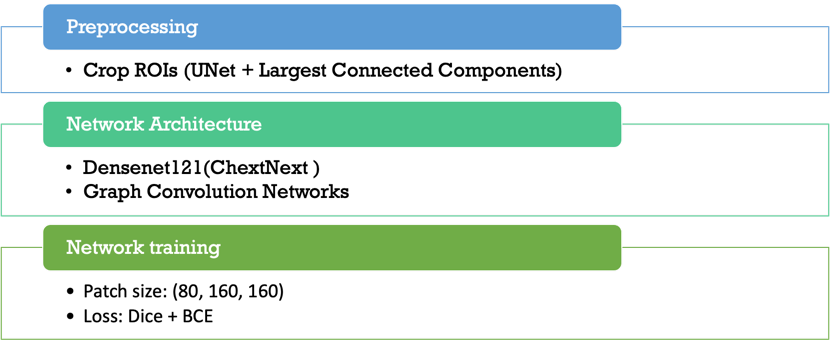 Preprocessing
• Crop ROIs (UNet + Largest Connected Components)
Network Architecture
• Densenet121(ChextNext )
• Graph Convolution Networks
Network training
• Patch size: (80, 160, 160)
• Loss: Dice + BCE